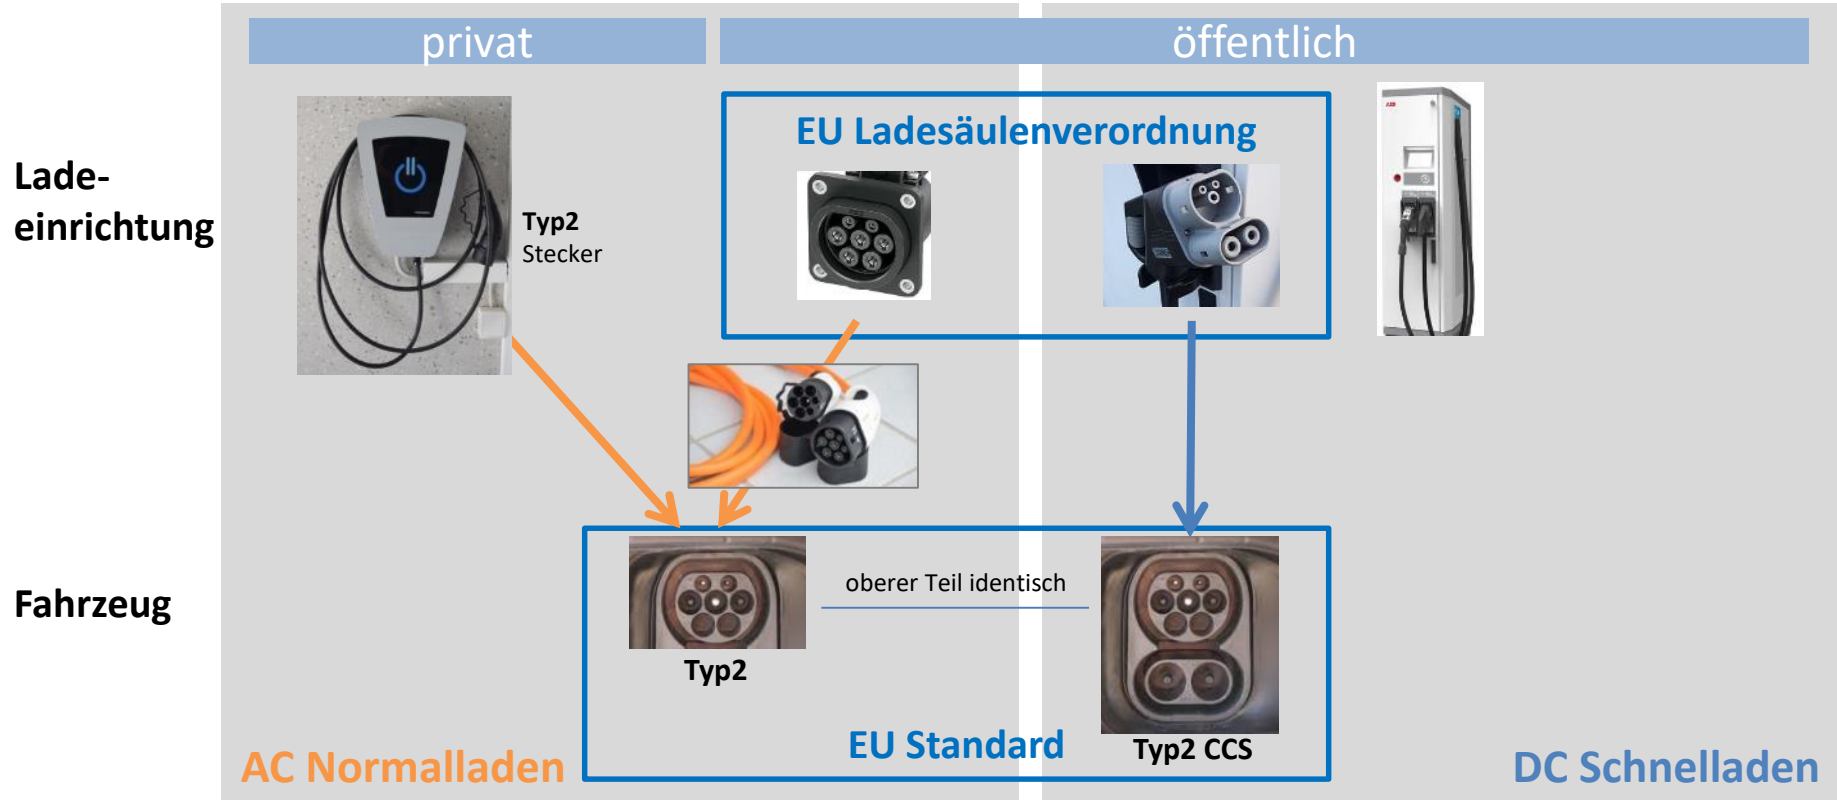 privat
öffentlich
EU Ladesäulenverordnung
ABB
Lade-
einrichtung
Typ2
Stecker
Fahrzeug
oberer Teil identisch
Typ2
EU Standard
Typ2 CCS
AC Normalladen
DC Schnelladen